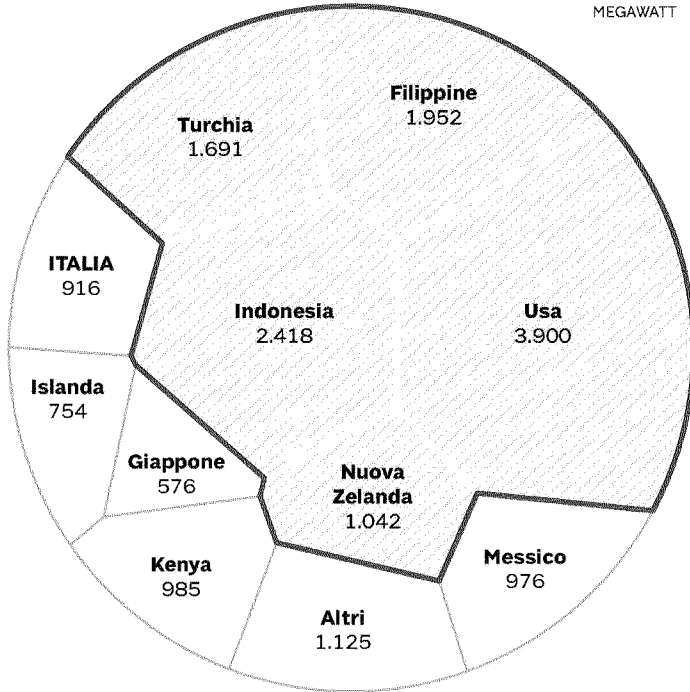 MEGAWATT
Filippine
1.952
Turchia
1.691
ITALIA
916
Indonesia
2.418
Usa
3.900
Islanda
754
Giappone
576
Nuova
Zelanda
1.042
Kenya
985
Messico
976
Altri
1.125